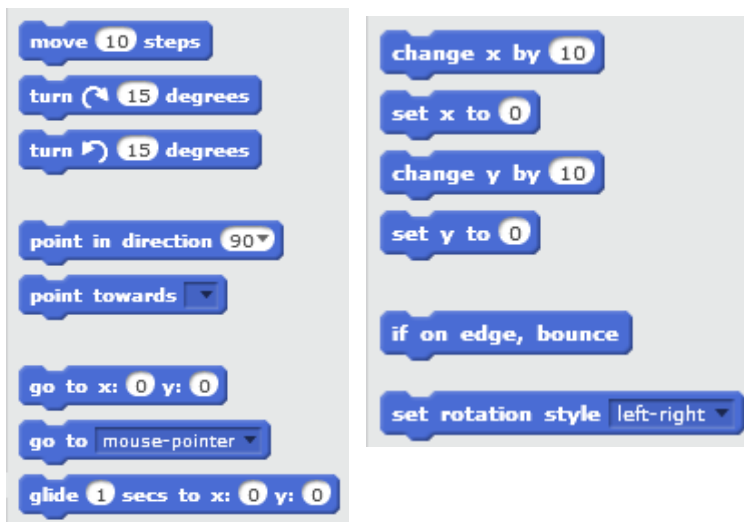 move 10 steps
turn 15 degrees
turn 15 degrees
point in direction 90
point towards
go to x: 0 y: 0
go to mouse-pointer
glide 1 secs to x: 0 y: 0
change x by 10
set x to 0
change y by 10
set y to 0
if on edge, bounce
set rotation style left-right